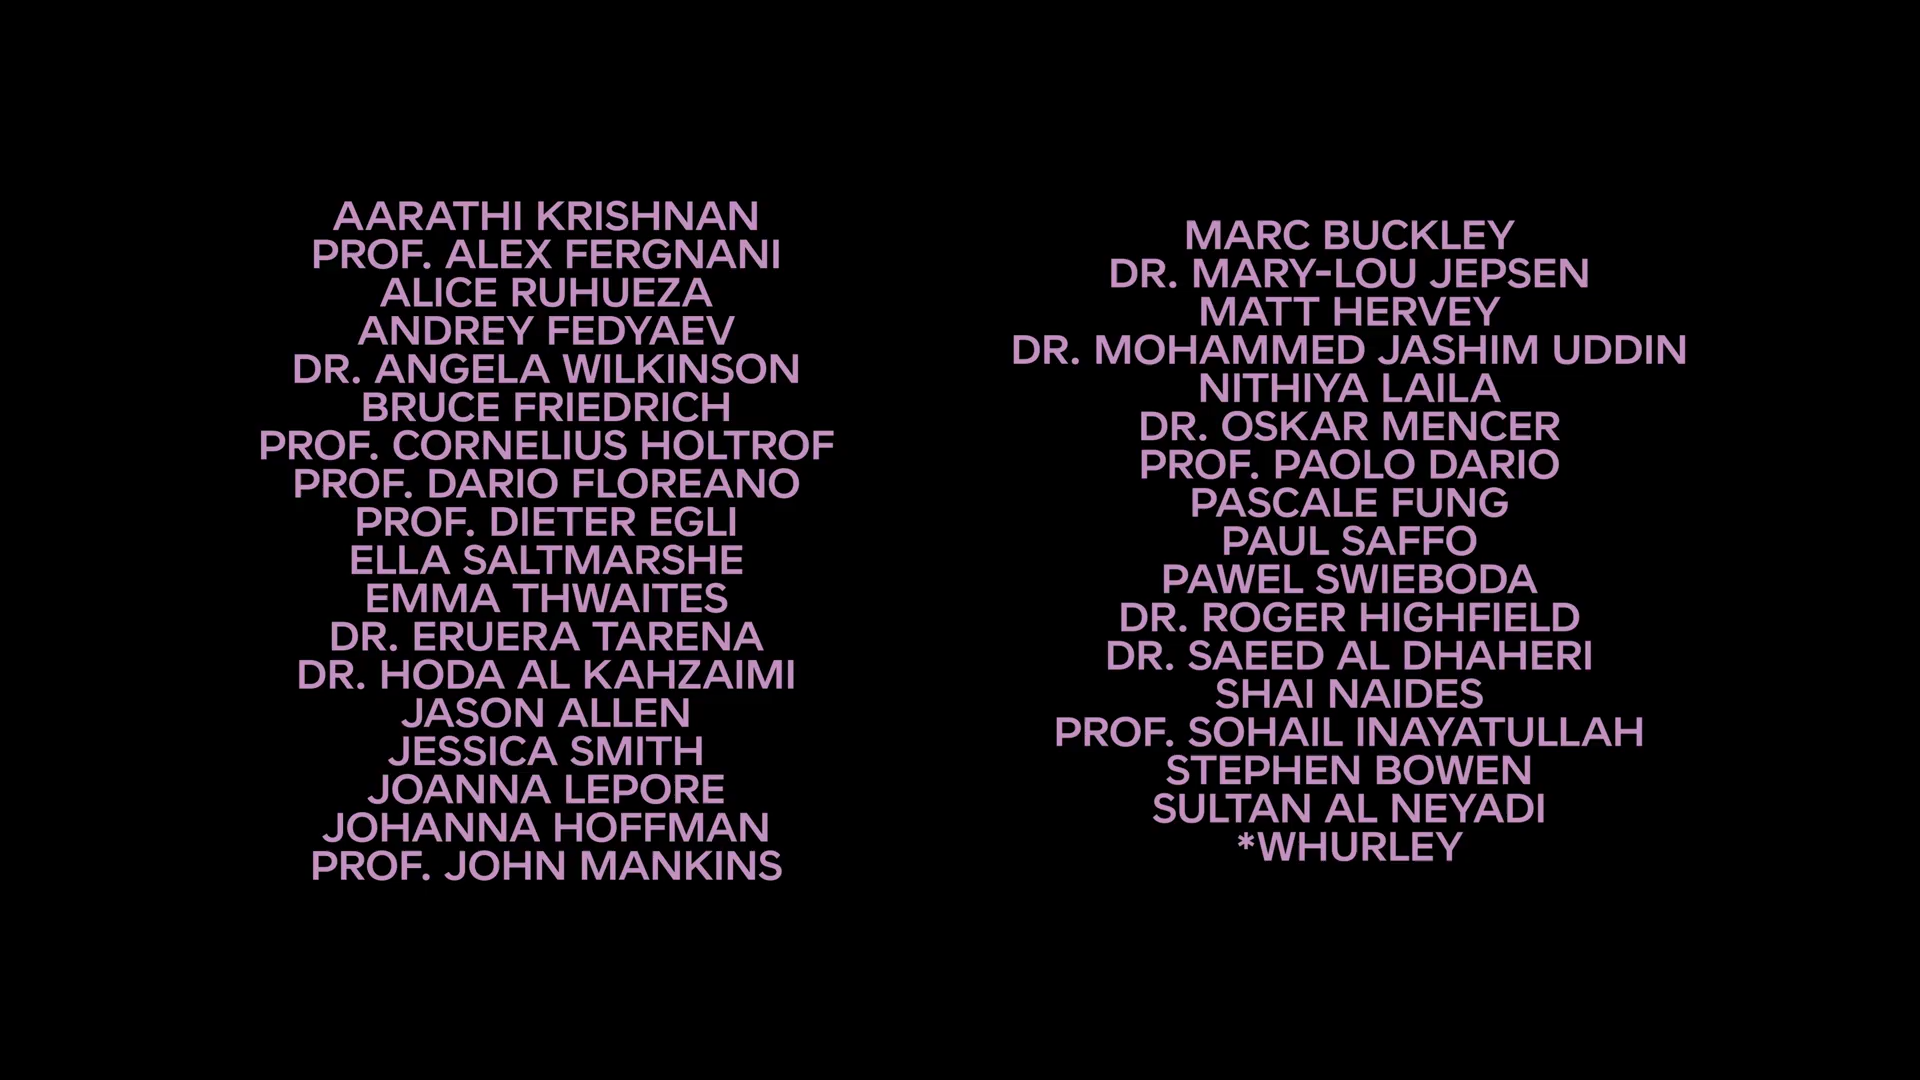 AARATHI KRISHNAN
PROF. ALEX FERGNANI
ALICE RUHUEZA
ANDREY FEDYAEV
DR. ANGELA WILKINSON
BRUCE FRIEDRICH
PROF. CORNELIUS HOLTROF
PROF. DARIO FLOREANO
PROF. DIETER EGLI
ELLA SALTMARSHE
EMMA THWAITES
DR. ERUERA TARENA
DR. HODA AL KAHZAIMI
JASON ALLEN
JESSICA SMITH
JOANNA LEPORE
JOHANNA HOFFMAN
PROF. JOHN MANKINS
MARC BUCKLEY
DR. MARY-LOU JEPSEN
MATT HERVEY
DR. MOHAMMED JASHIM UDDIN
NITHIYA LAILA
DR. OSKAR MENCER
PROF. PAOLO DARIO
PASCALE FUNG
PAUL SAFFO
PAWEL SWIEBODA
DR. ROGER HIGHFIELD
DR. SAEED AL DHAHERI
SHAI NAIDES
PROF. SOHAIL INAYATULLAH
STEPHEN BOWEN
SULTAN AL NEYADI
*WHURLEY